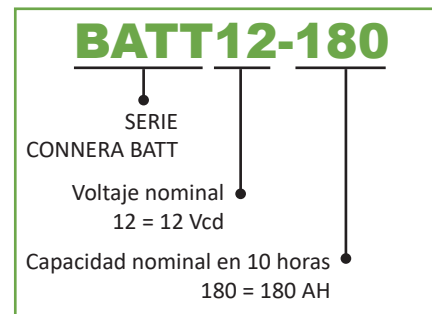 BATT12-180
SERIE
CONNERA BATT
Voltaje nominal
12 = 12 Vcd
Capacidad nominal en 10 horas
180 = 180 AH